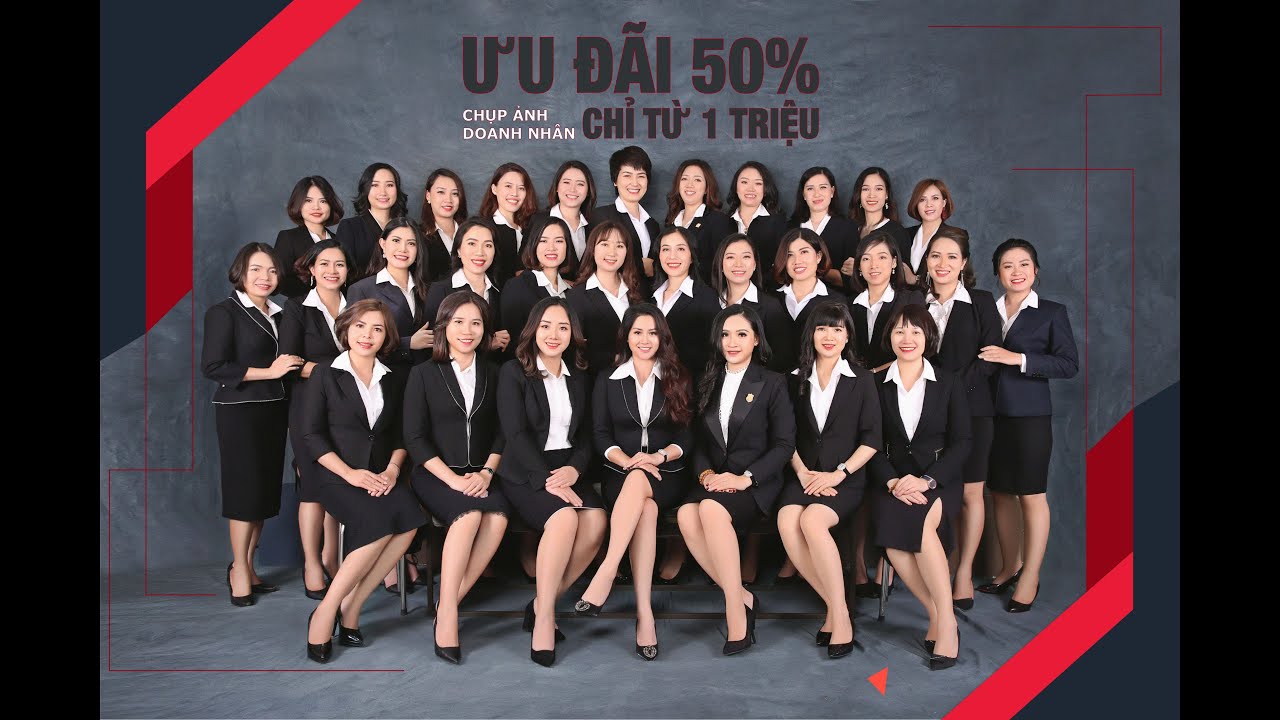 ƯU ĐÃI 50%
CHỤP ẢNH
DOANH NHÂN
CHỈ TỪ 1 TRIỆU